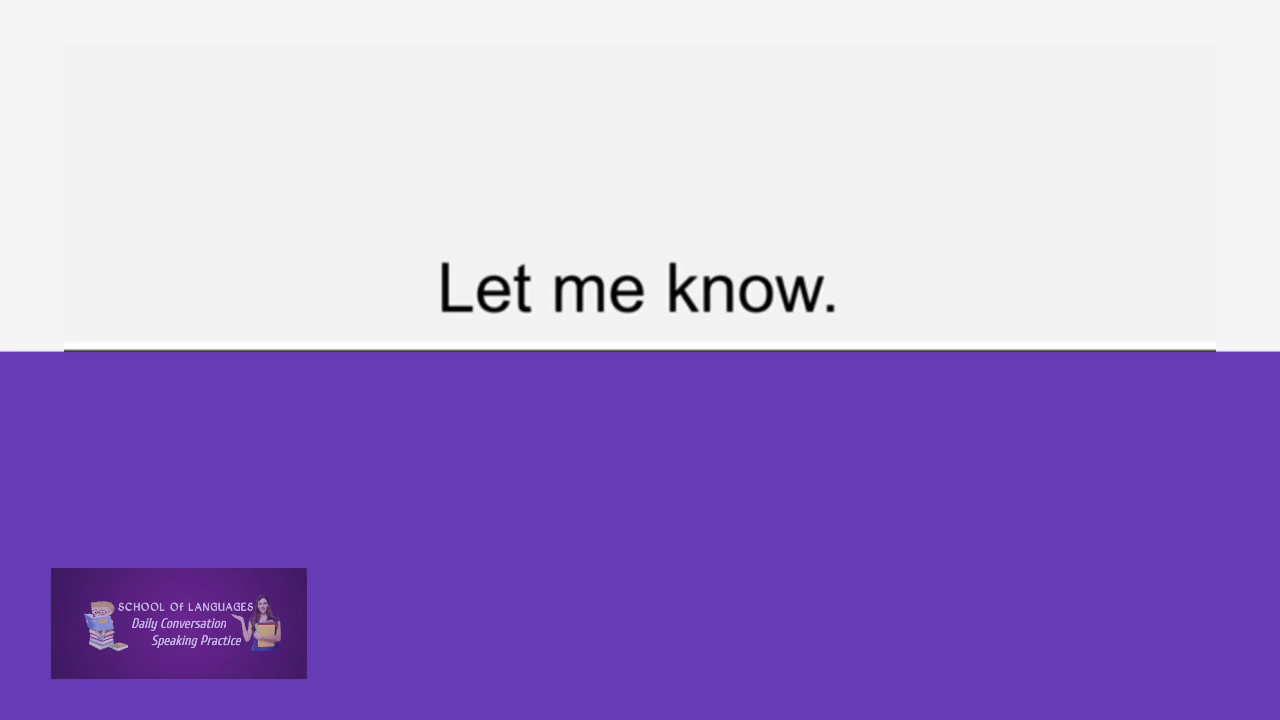 Let me know.
SCHOOL Of LANGUAGES
Daily Conversation
Speaking Practice